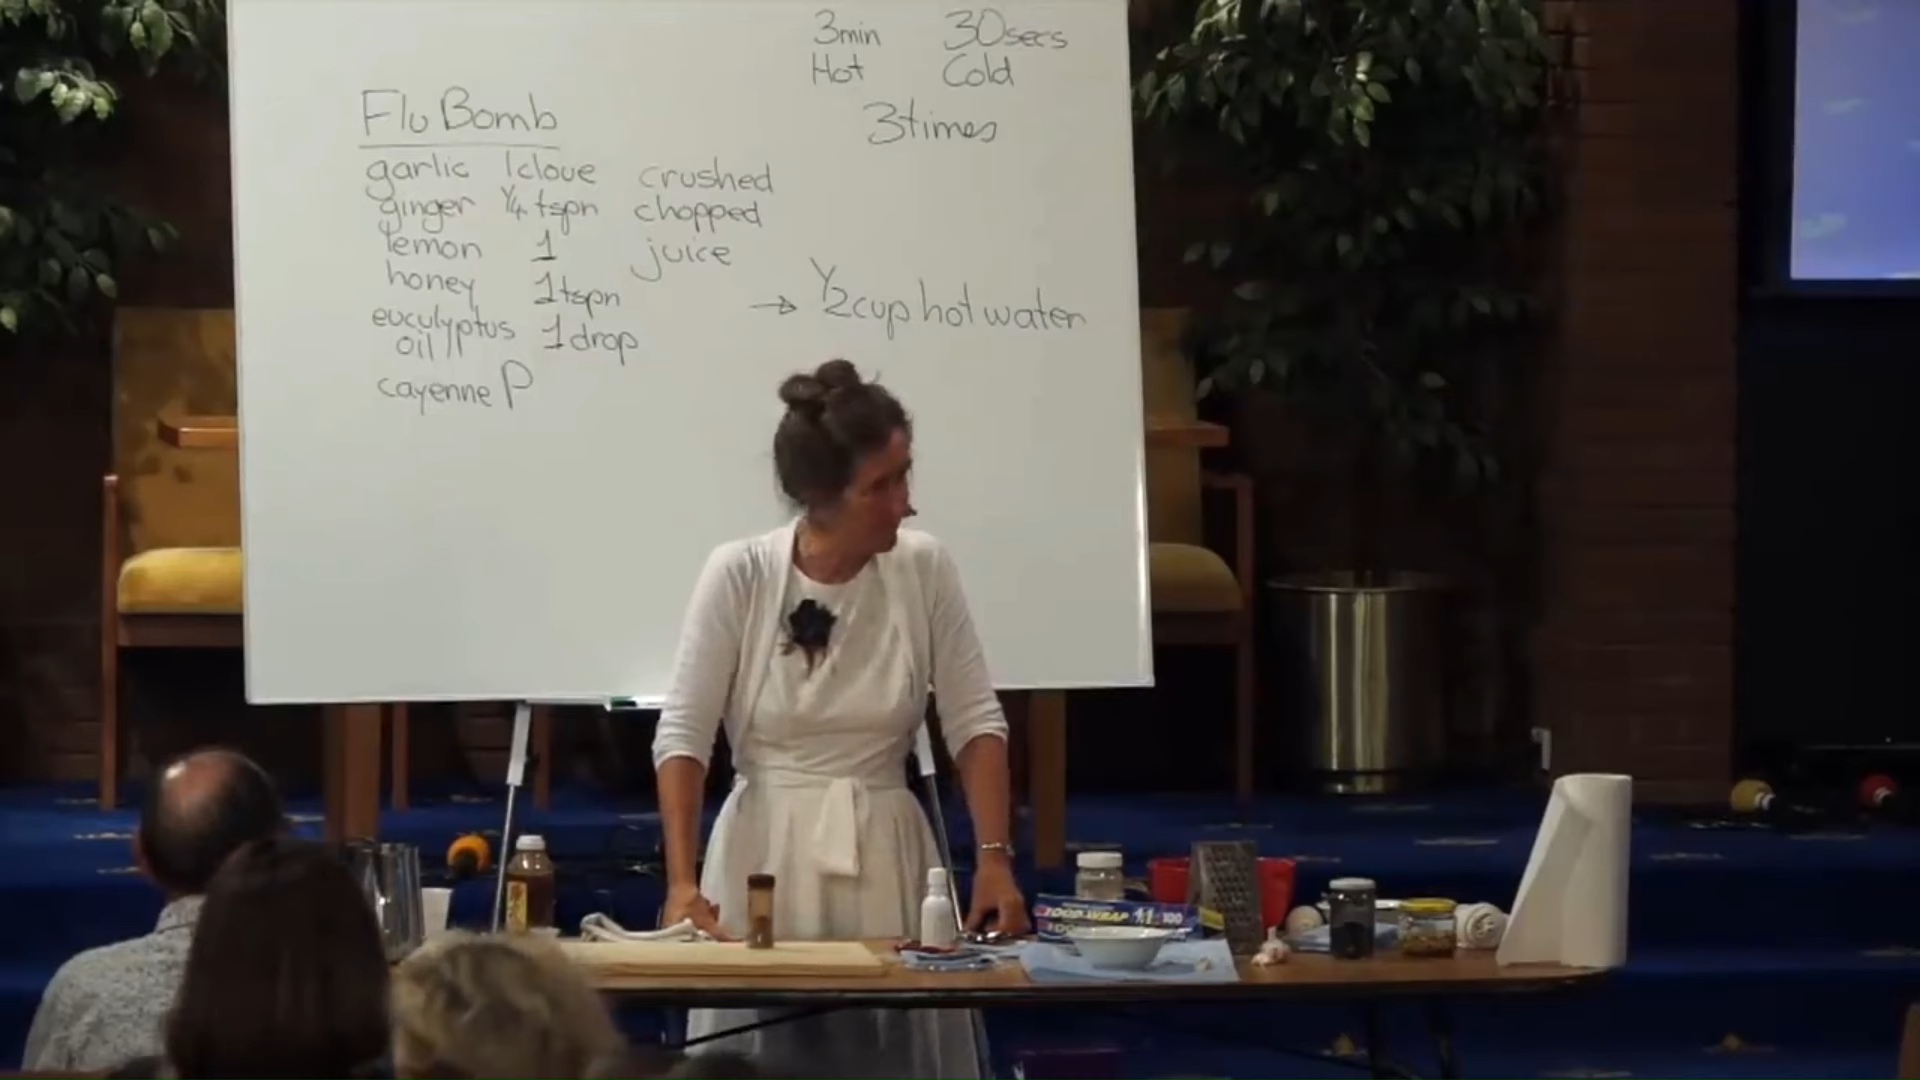 3min 30secs
Hot Cold
3times
Flu Bomb
garlic 1clove crushed
ginger 1/4 tspn chopped
lemon 1 juice
honey 1tspn
→ 1/2cup hot water
euculyptus 1drop
oil
cayenne P
FOOD WRAP 100